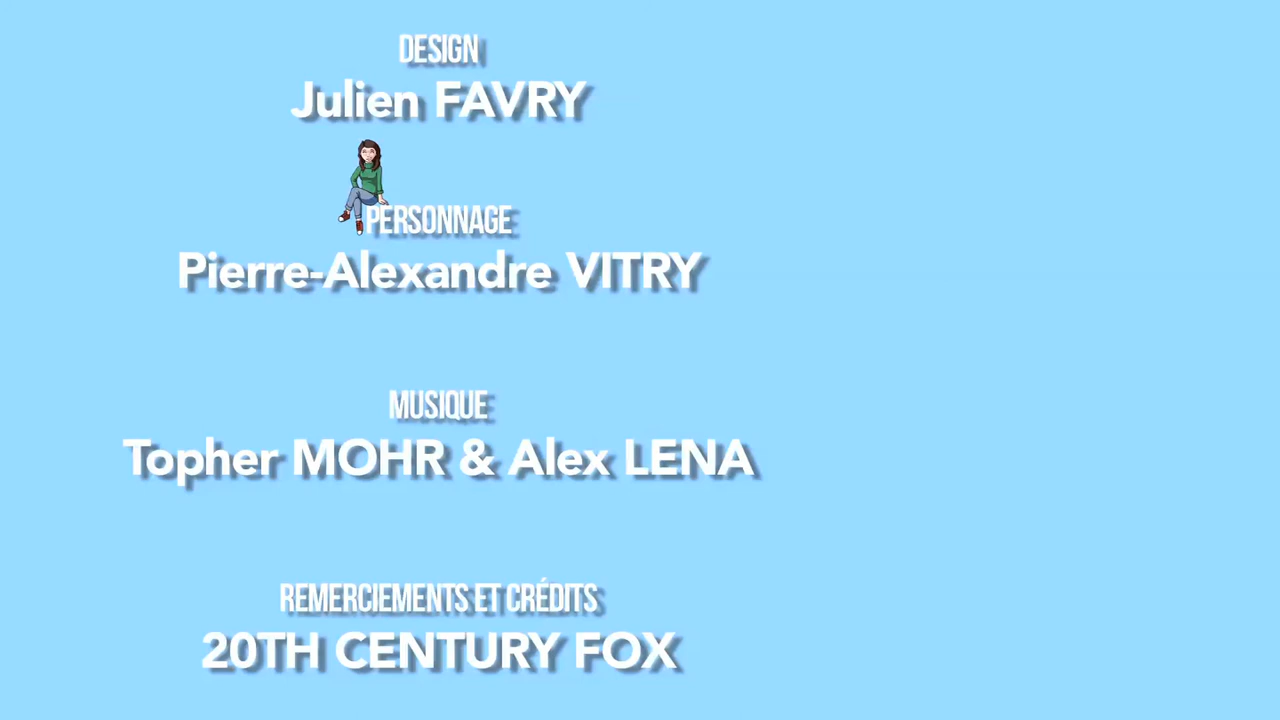 DESIGN
Julien FAVRY
PERSONNAGE
Pierre-Alexandre VITRY
MUSIQUE
Topher MOHR & Alex LENA
REMERCIEMENTS ET CRÉDITS
20TH CENTURY FOX